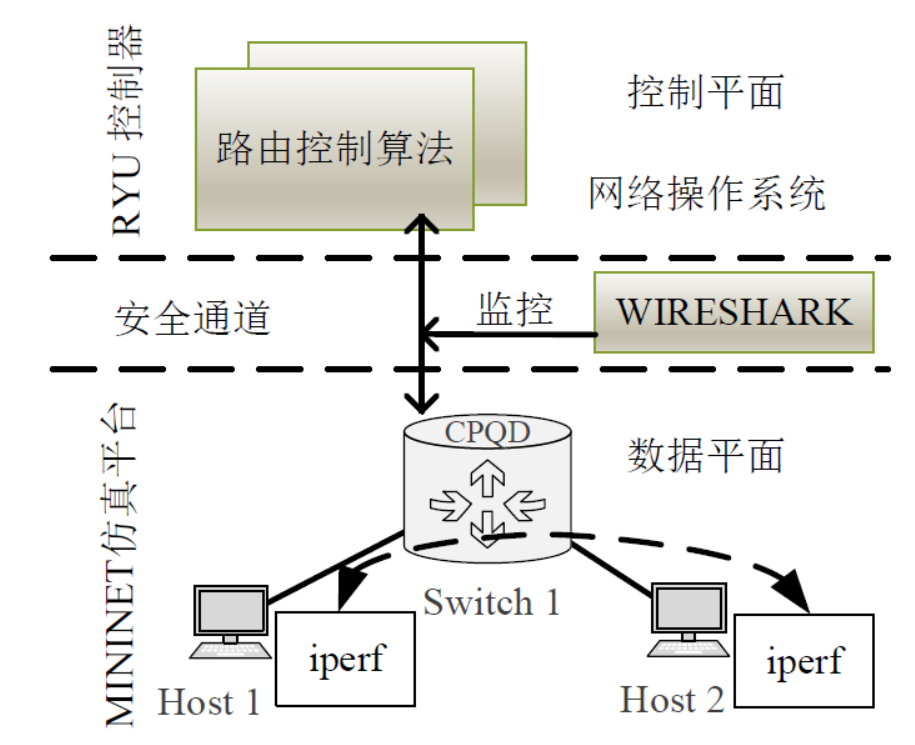 RYU 控制器
控制平面
路由控制算法
网络操作系统
安全通道
监控
WIRESHARK
MININET仿真平台
CPQD
数据平面
Switch 1
iperf
iperf
Host 1
Host 2